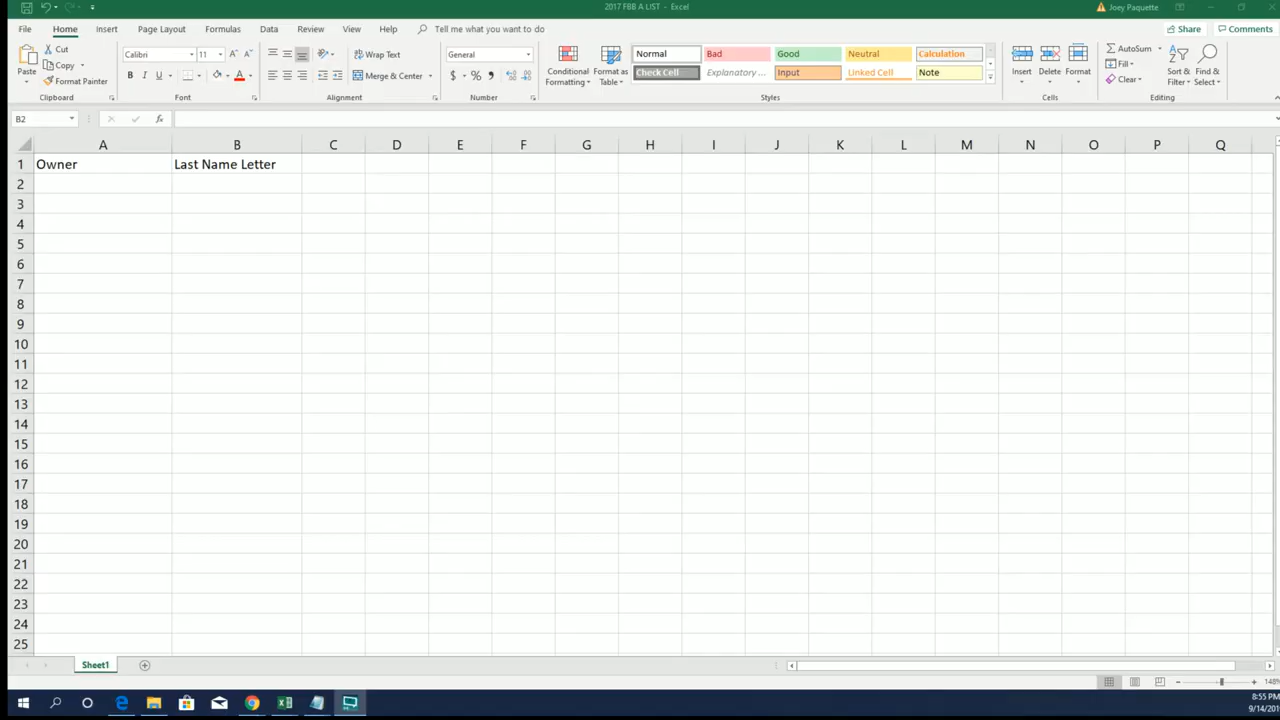 2017 FBB A LIST - Excel
Joey Paquette
File Home Insert Page Layout Formulas Data Review View Help Tell me what you want to do
Share Comments
Cut
Copy
Format Painter
Paste
Clipboard
Calibri 11
B I U
Font
Wrap Text
Merge & Center
Alignment
General
$ % ,
Number
Conditional Formatting
Format as Table
Normal Bad Good Neutral Calculation
Check Cell Explanatory ... Input Linked Cell Note
Styles
Insert Delete Format
Cells
AutoSum
Fill
Clear
Sort & Filter
Find & Select
Editing
B2
fx
A B C D E F G H I J K L M N O P Q
1 Owner Last Name Letter
2
3
4
5
6
7
8
9
10
11
12
13
14
15
16
17
18
19
20
21
22
23
24
25
Sheet1
148%
8:55 PM